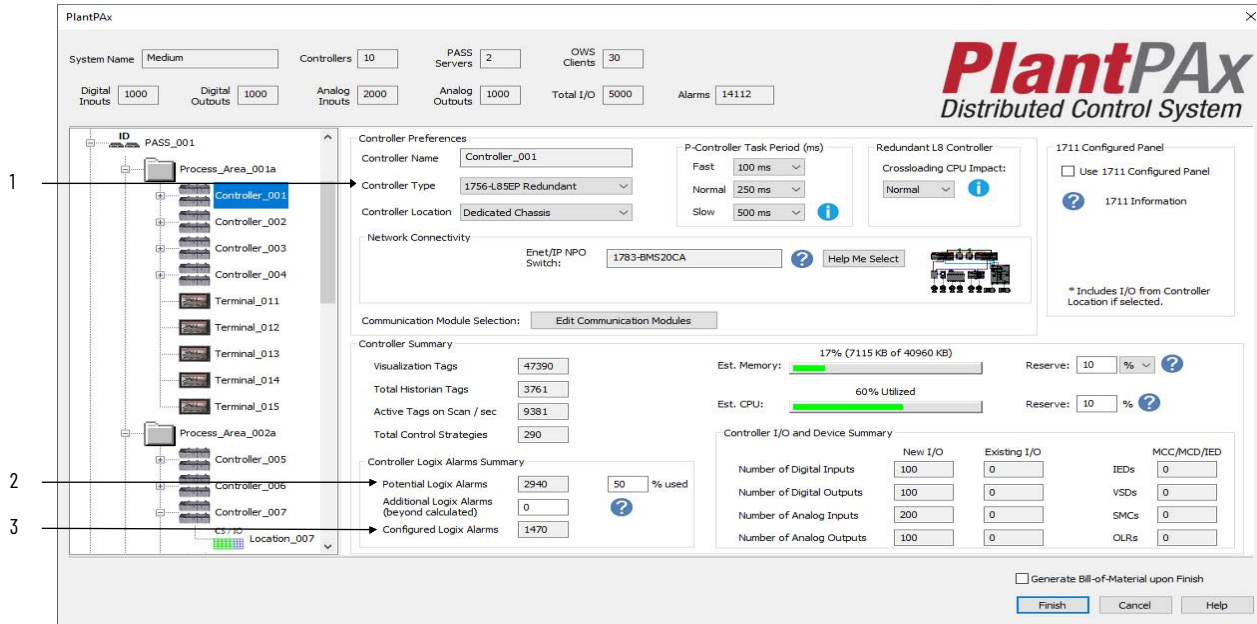 PlantPAx
System Name Medium Controllers 10 PASS Servers 2 OWS Clients 30
Digital Inputs 1000 Digital Outputs 1000 Analog Inputs 2000 Analog Outputs 1000 Total I/O 5000 Alarms 14112
PlantPAx
Distributed Control System
ID PASS_001
Process_Area_001a
Controller_001
Controller_002
Controller_003
Controller_004
Terminal_011
Terminal_012
Terminal_013
Terminal_014
Terminal_015
Process_Area_002a
Controller_005
Controller_006
Controller_007
CS / IO
Location_007
1
2
3
Controller Preferences
Controller Name Controller_001
Controller Type 1756-L85EP Redundant
Controller Location Dedicated Chassis
P-Controller Task Period (ms)
Fast 100 ms
Normal 250 ms
Slow 500 ms
Redundant L8 Controller
Crossloading CPU Impact:
Normal
1711 Configured Panel
Use 1711 Configured Panel
1711 Information
* Includes I/O from Controller
Location if selected.
Network Connectivity
Enet/IP NPO
Switch: 1783-BMS20CA Help Me Select
Communication Module Selection: Edit Communication Modules
Controller Summary
Visualization Tags 47390
Total Historian Tags 3761
Active Tags on Scan / sec 9381
Total Control Strategies 290
17% (7115 KB of 40960 KB)
Est. Memory: Reserve: 10 %
60% Utilized
Est. CPU: Reserve: 10 %
Controller Logix Alarms Summary
Potential Logix Alarms 2940 50 % used
Additional Logix Alarms
(beyond calculated) 0
Configured Logix Alarms 1470
Controller I/O and Device Summary
New I/O Existing I/O MCC/MCD/IED
Number of Digital Inputs 100 0 IEDs 0
Number of Digital Outputs 100 0 VSDs 0
Number of Analog Inputs 200 0 SMCs 0
Number of Analog Outputs 100 0 OLRs 0
Generate Bill-of-Material upon Finish
Finish Cancel Help